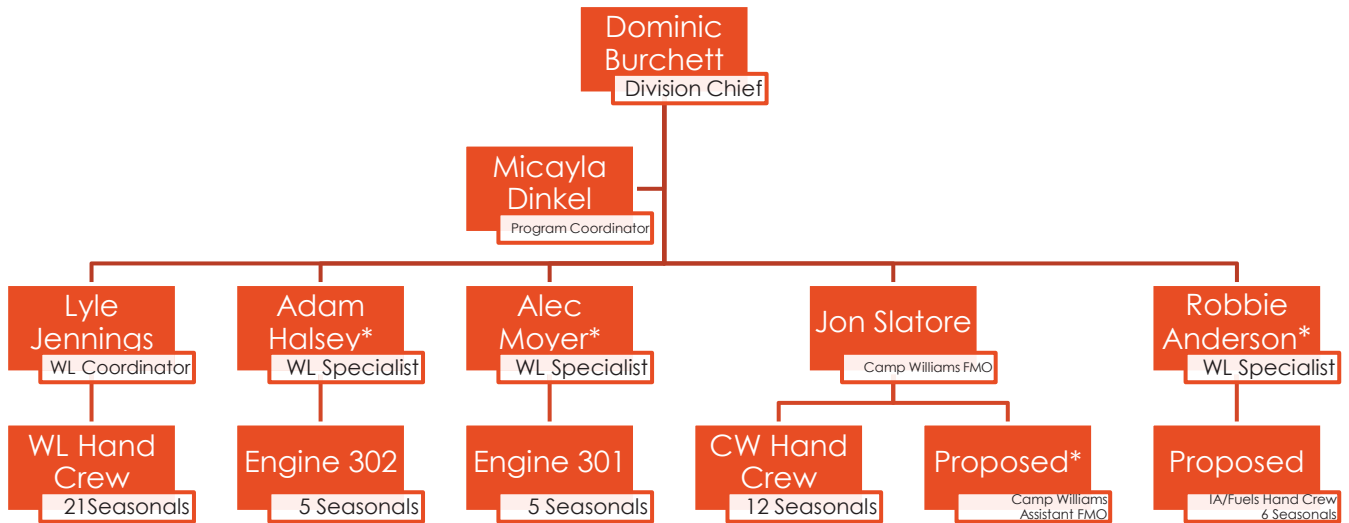 Dominic
Burchett
Division Chief
Micayla
Dinkel
Program Coordinator
Lyle
Jennings
WL Coordinator
Adam
Halsey*
WL Specialist
Alec
Moyer*
WL Specialist
Jon Slatore
Camp Williams FMO
Robbie
Anderson*
WL Specialist
WL Hand
Crew
21Seasonals
Engine 302
5 Seasonals
Engine 301
5 Seasonals
CW Hand
Crew
12 Seasonals
Proposed*
Camp Williams
Assistant FMO
Proposed
IA/Fuels Hand Crew
6 Seasonals